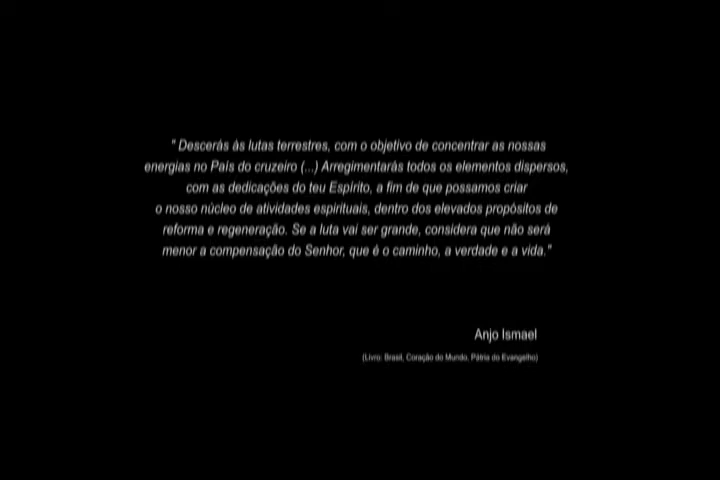 " Descerás às lutas terrestres, com o objetivo de concentrar as nossas
energias no País do cruzeiro (...) Arregimentarás todos os elementos dispersos,
com as dedicações do teu Espírito, a fim de que possamos criar
o nosso núcleo de atividades espirituais, dentro dos elevados propósitos de
reforma e regeneração. Se a luta vai ser grande, considera que não será
menor a compensação do Senhor, que é o caminho, a verdade e a vida."
Anjo Ismael
(Livro: Brasil, Coração do Mundo, Pátria do Evangelho)